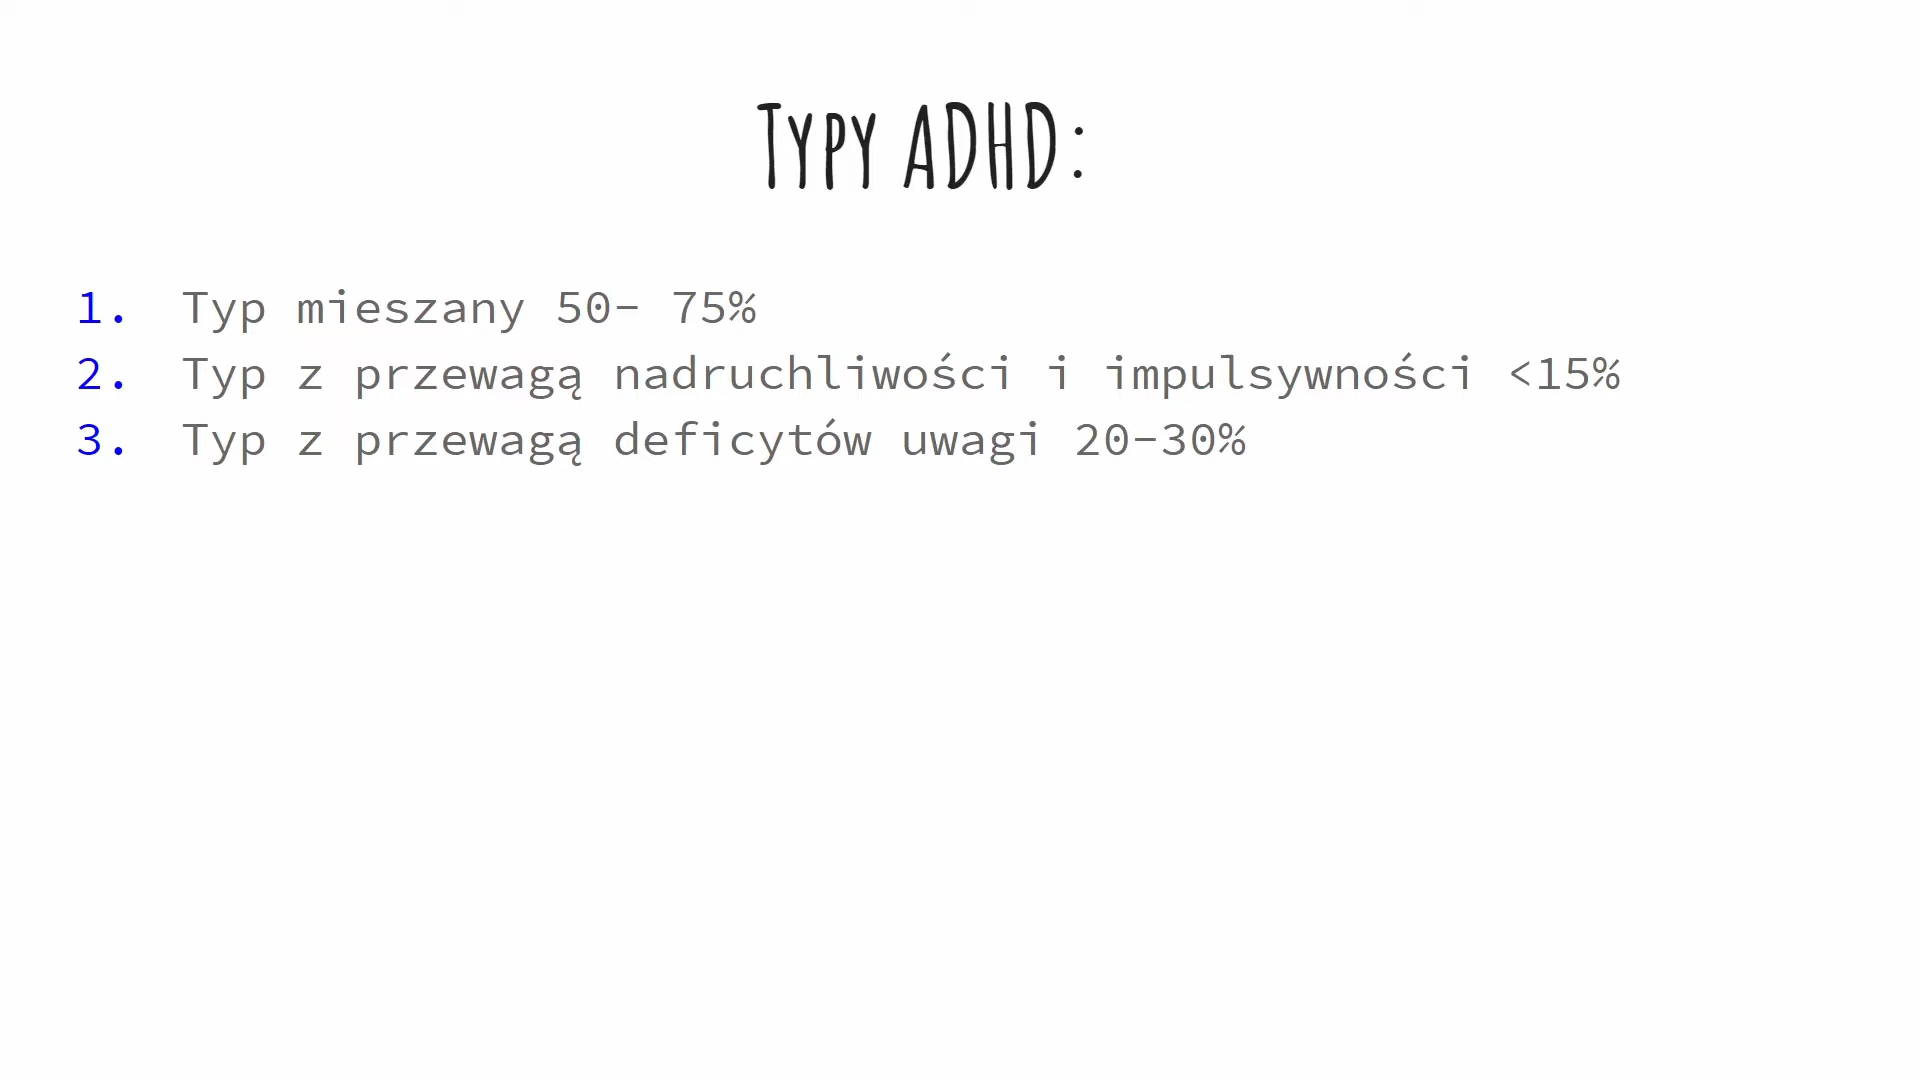 Typy ADHD:
1. Typ mieszany 50- 75%
2. Typ z przewagą nadruchliwości i impulsywności <15%
3. Typ z przewagą deficytów uwagi 20-30%